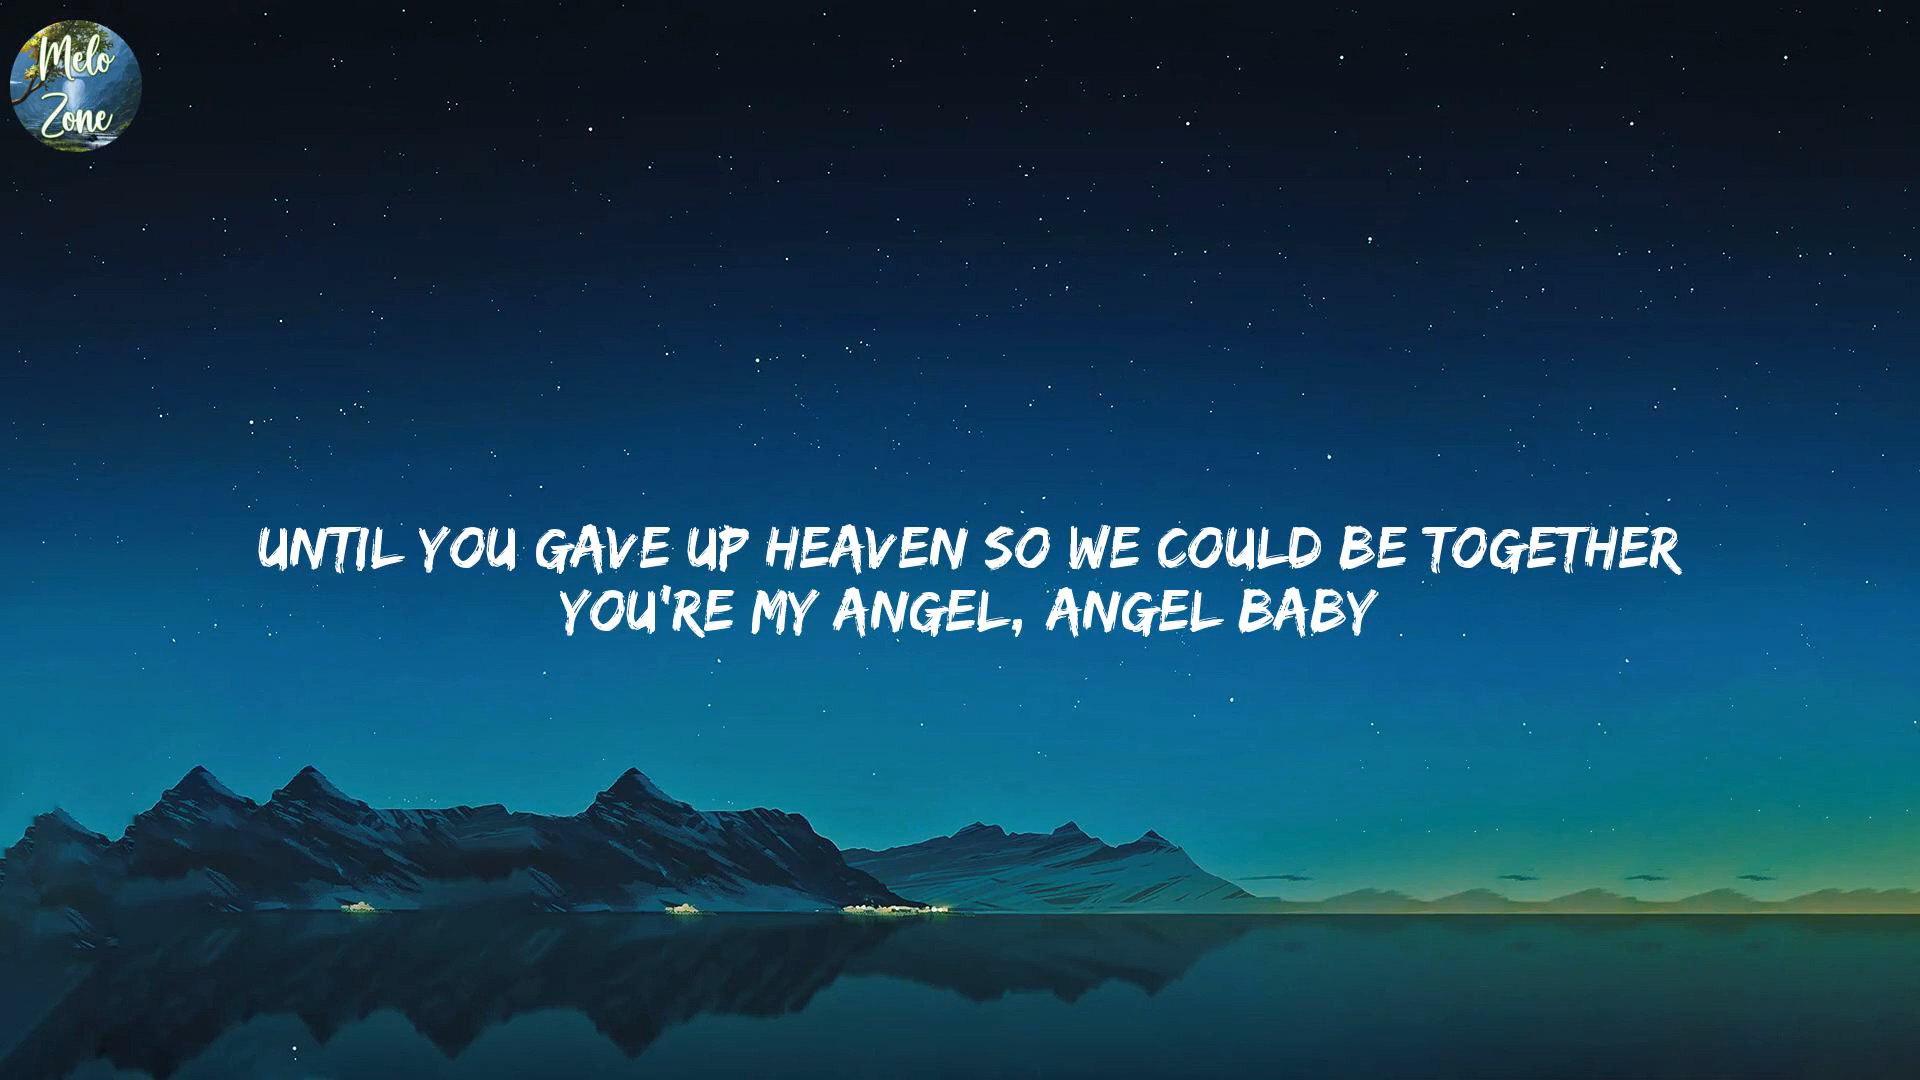 Melo
Zone
UNTIL YOU GAVE UP HEAVEN SO WE COULD BE TOGETHER
YOU'RE MY ANGEL, ANGEL BABY